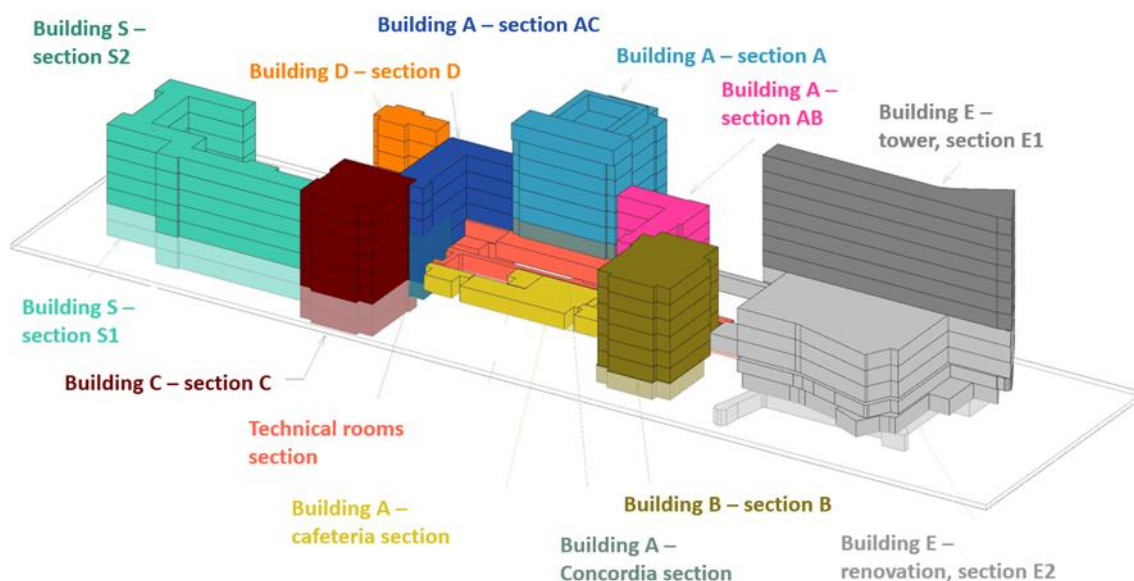 Building S –
section S2
Building A – section AC
Building D – section D
Building A – section A
Building A –
section AB
Building E –
tower, section E1
Building S –
section S1
Building C – section C
Technical rooms
section
Building A –
cafeteria section
Building B – section B
Building A –
Concordia section
Building E –
renovation, section E2